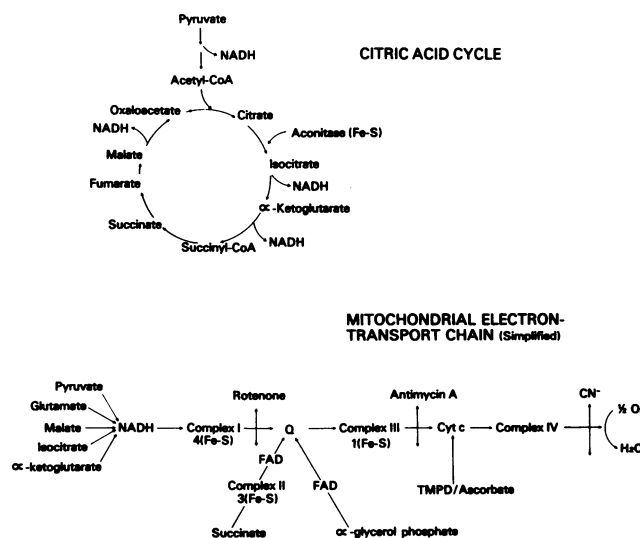 Pyruvate
NADH
CITRIC ACID CYCLE
Acetyl-CoA
Oxaloacetate
Citrate
NADH
Aconitase (Fe-S)
Malate
Isocitrate
NADH
Fumarate
∝-Ketoglutarate
Succinate
NADH
Succinyl-CoA
MITOCHONDRIAL ELECTRON-
TRANSPORT CHAIN (Simplified)
Pyruvate
Glutamate
Malate
Isocitrate
∝-ketoglutarate
NADH
Rotenone
Antimycin A
CN⁻
½ O
Complex I
4(Fe-S)
Q
Complex III
1(Fe-S)
Cyt c
Complex IV
H₂O
FAD
FAD
Complex II
3(Fe-S)
TMPD/Ascorbate
Succinate
∝-glycerol phosphate